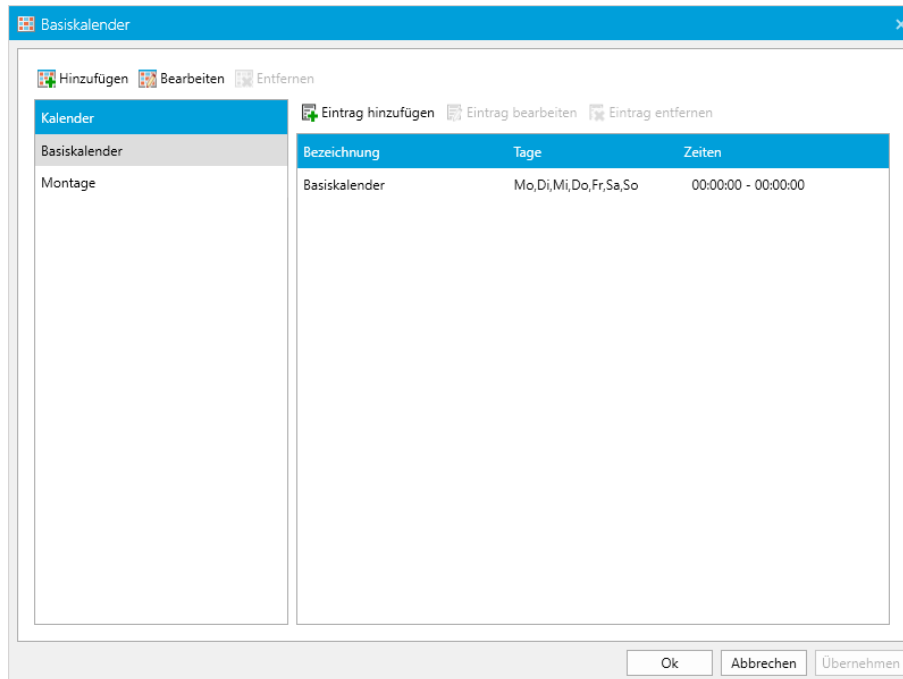 Basiskalender
Hinzufügen Bearbeiten Entfernen
Kalender
Basiskalender
Montage
Eintrag hinzufügen Eintrag bearbeiten Eintrag entfernen
Bezeichnung Tage Zeiten
Basiskalender Mo,Di,Mi,Do,Fr,Sa,So 00:00:00 - 00:00:00
Ok Abbrechen Übernehmen